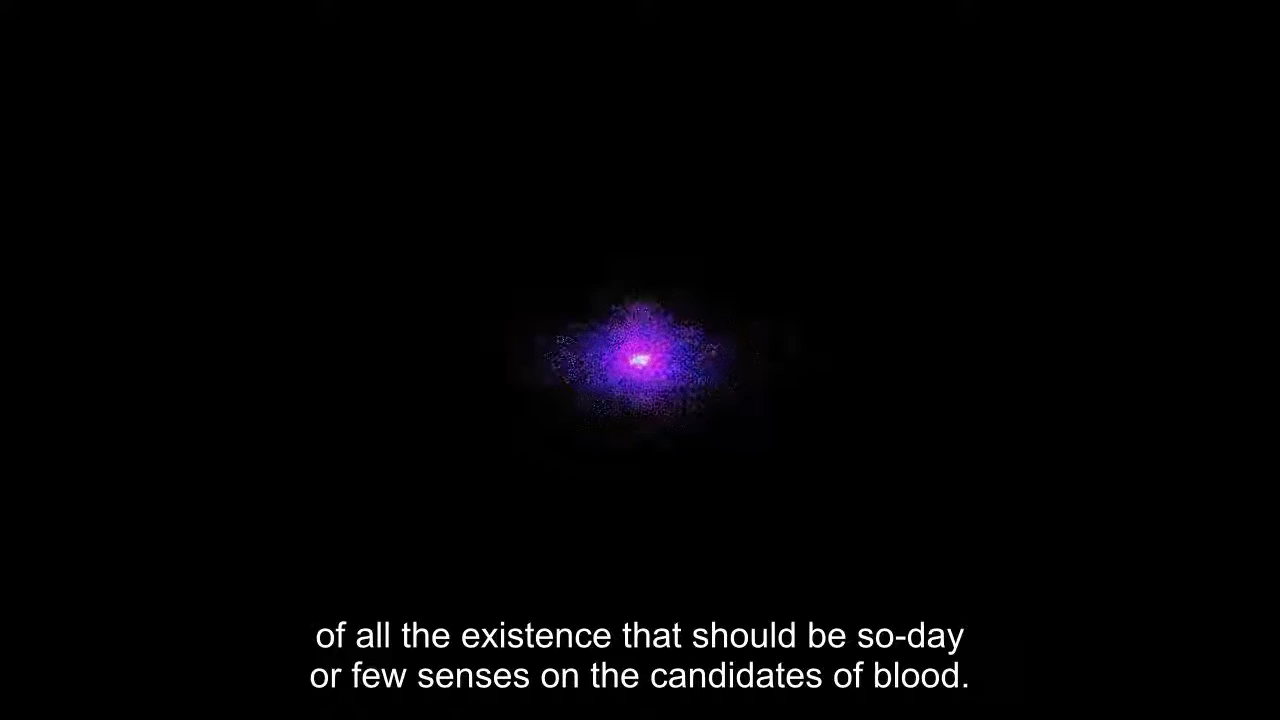 of all the existence that should be so-day
or few senses on the candidates of blood.